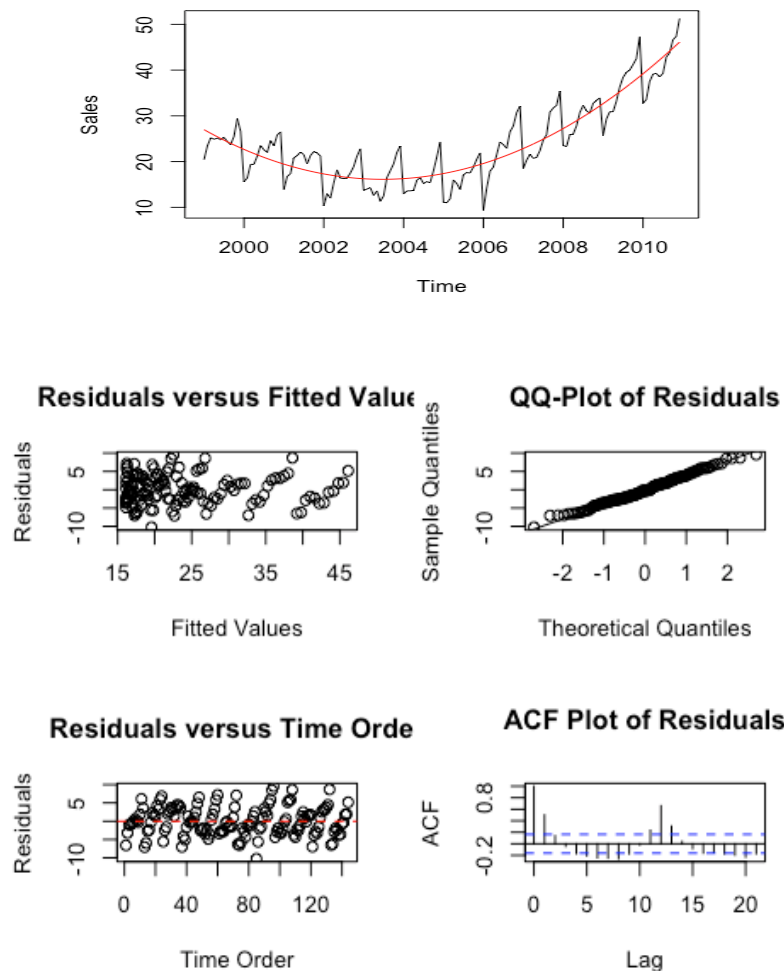 Sales
50
40
30
20
10
2000 2002 2004 2006 2008 2010
Time
Residuals versus Fitted Value
Residuals
5
-10
15 25 35 45
Fitted Values
QQ-Plot of Residuals
Sample Quantiles
5
-10
-2 -1 0 1 2
Theoretical Quantiles
Residuals versus Time Orde
Residuals
5
-10
0 40 80 120
Time Order
ACF Plot of Residuals
ACF
0.8
-0.2
0 5 10 15 20
Lag